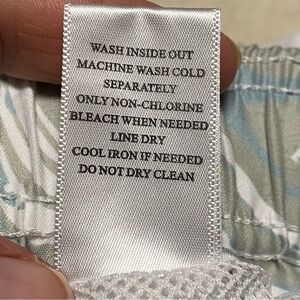 WASH INSIDE OUT
MACHINE WASH COLD
SEPARATELY
ONLY NON-CHLORINE
BLEACH WHEN NEEDED
LINE DRY
COOL IRON IF NEEDED
DO NOT DRY CLEAN